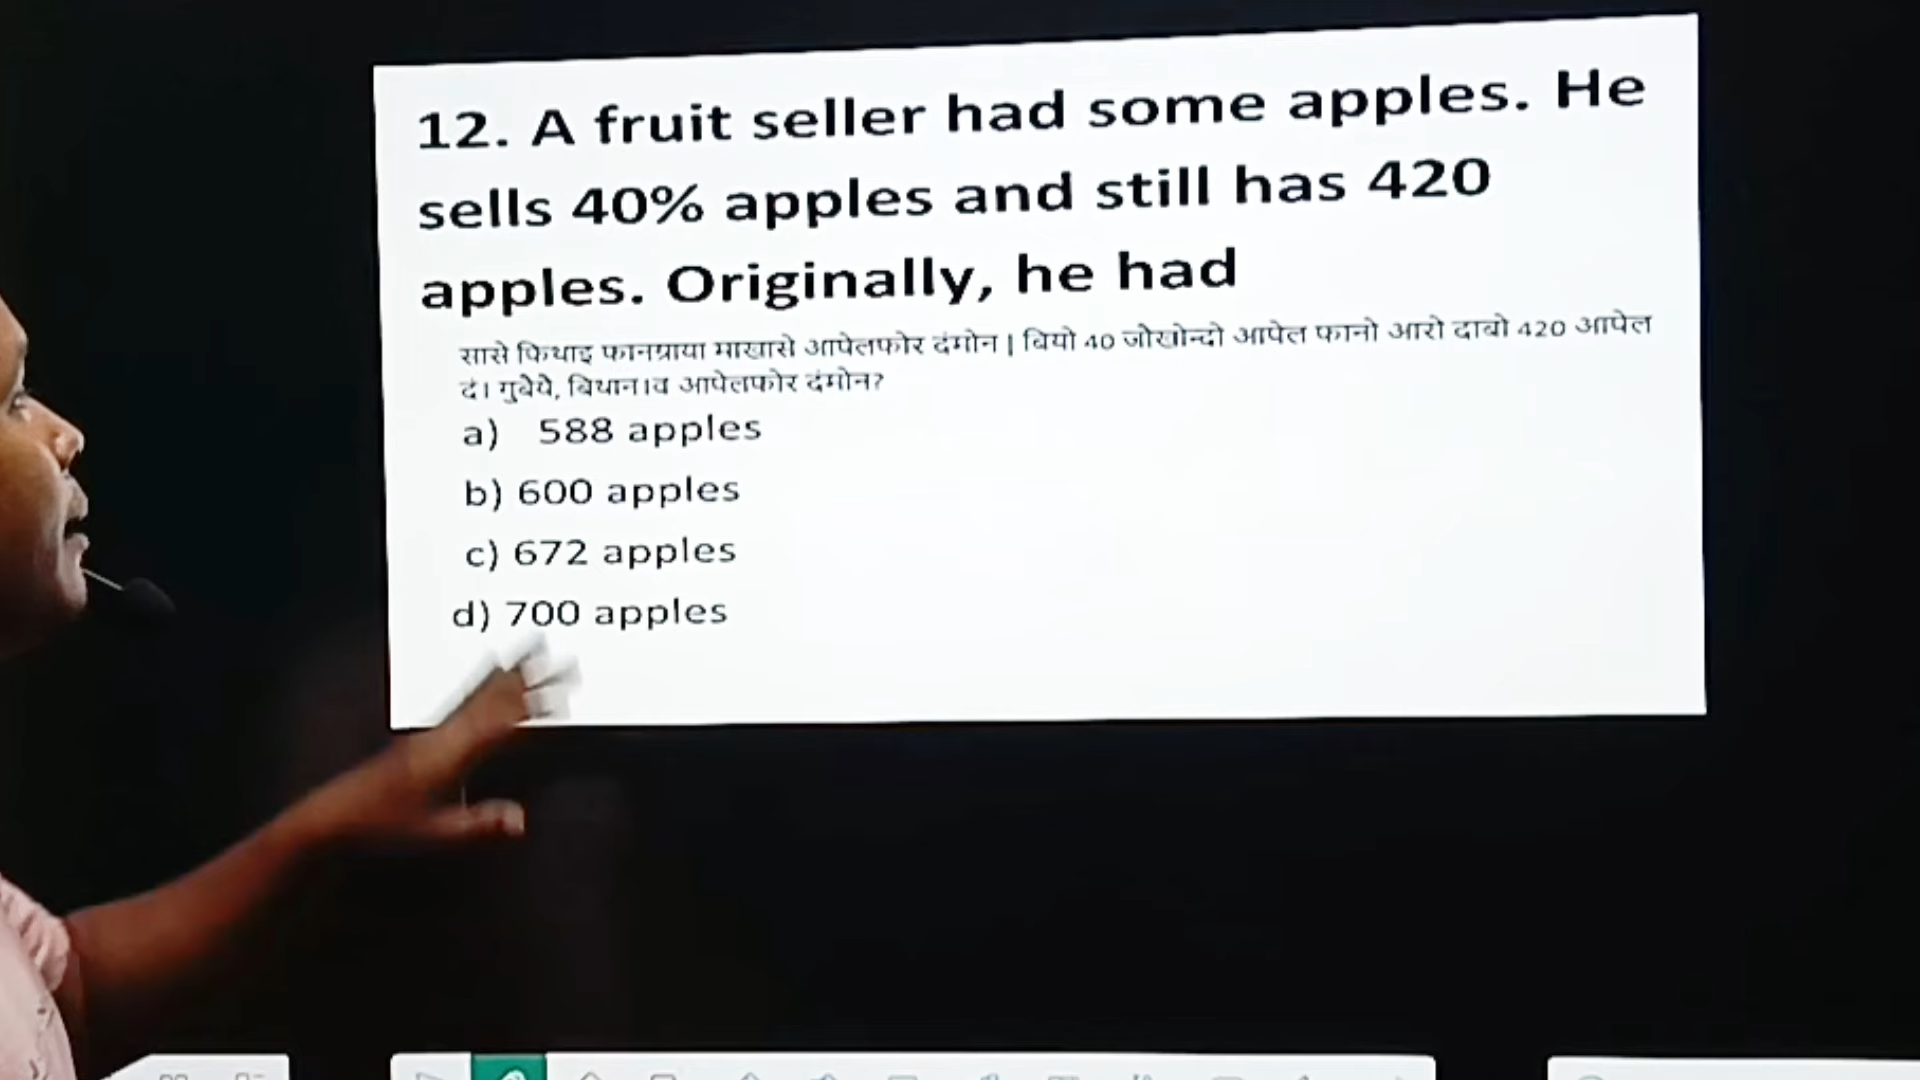 12. A fruit seller had some apples. He
sells 40% apples and still has 420
apples. Originally, he had
सासे फिथाइ फानग्राया माखासे आपेलफोर दंमोन | बियो 40 जौखोन्दो आपेल फानो आरो दाबो 420 आपेल
दं। गुबैयै, बिथान।व आपेलफोर दंमोन?
a) 588 apples
b) 600 apples
c) 672 apples
d) 700 apples